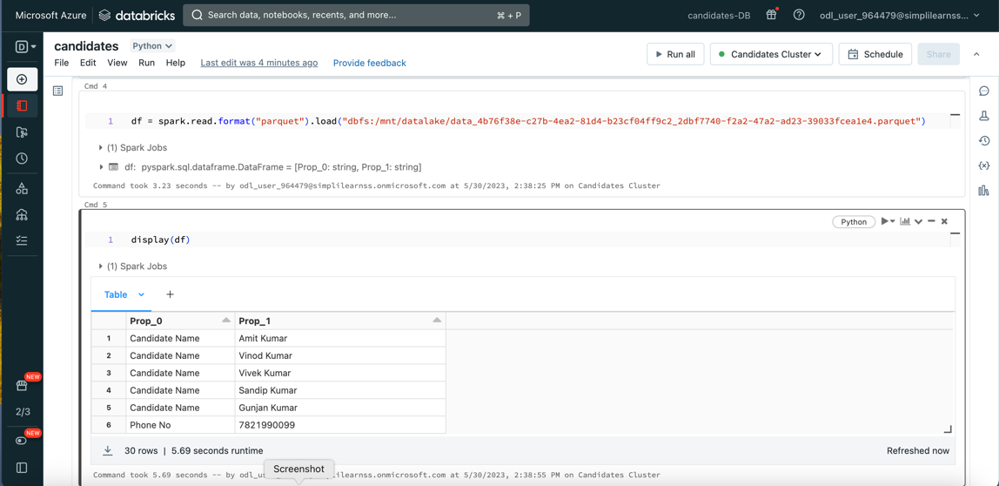 Microsoft Azure databricks Search data, notebooks, recents, and more... ⌘ + P candidates-DB odl_user_964479@simplilearnss...
D
candidates Python
File Edit View Run Help Last edit was 4 minutes ago Provide feedback
Run all Candidates Cluster Schedule Share
Cmd 4
1 df = spark.read.format("parquet").load("dbfs:/mnt/datalake/data_4b76f38e-c27b-4ea2-81d4-b23cf04ff9c2_2dbf7740-f2a2-47a2-ad23-39033fcea1e4.parquet")
(1) Spark Jobs
df: pyspark.sql.dataframe.DataFrame = [Prop_0: string, Prop_1: string]
Command took 3.23 seconds -- by odl_user_964479@simplilearnss.onmicrosoft.com at 5/30/2023, 2:38:25 PM on Candidates Cluster
Cmd 5
Python
1 display(df)
(1) Spark Jobs
Table +
Prop_0 Prop_1
1 Candidate Name Amit Kumar
2 Candidate Name Vinod Kumar
3 Candidate Name Vivek Kumar
4 Candidate Name Sandip Kumar
5 Candidate Name Gunjan Kumar
6 Phone No 7821990099
NEW
2/3
NEW
30 rows | 5.69 seconds runtime Refreshed now
Screenshot
Command took 5.69 seconds -- by odl_us simplilearnss.onmicrosoft.com at 5/30/2023, 2:38:55 PM on Candidates Cluster